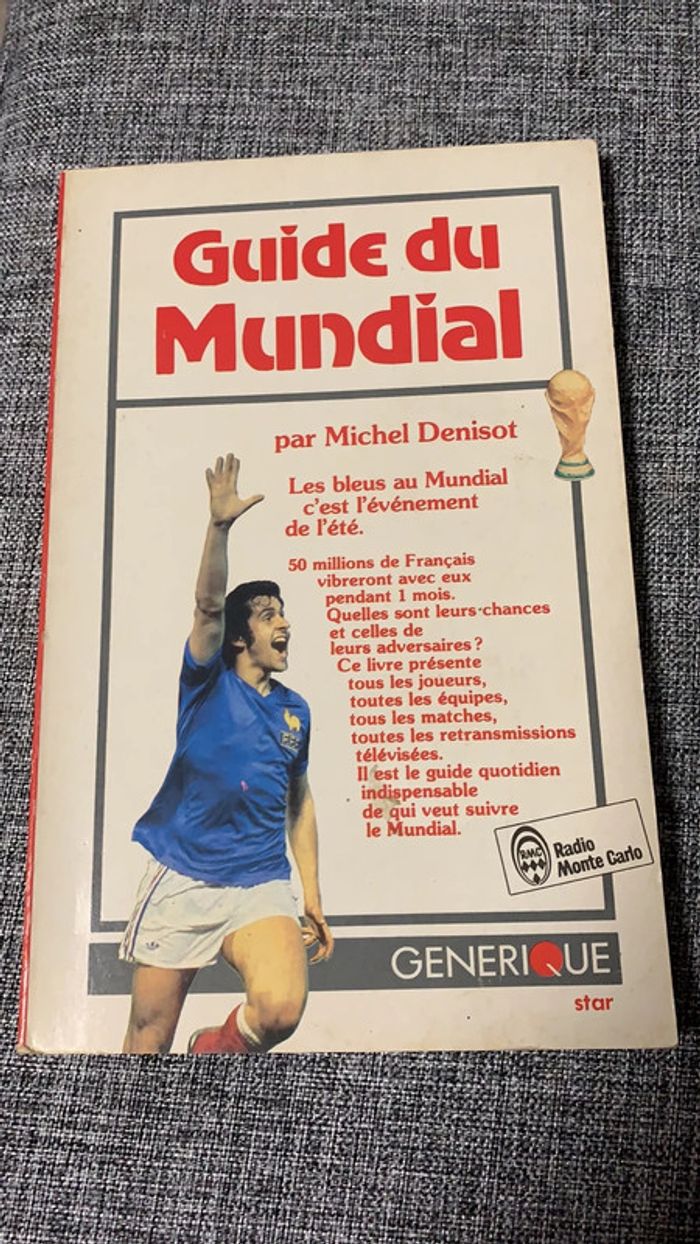 Guide du
Mundial
par Michel Denisot
Les bleus au Mundial
c'est l'événement
de l'été.
50 millions de Français
vibreront avec eux
pendant 1 mois.
Quelles sont leurs chances
et celles de
leurs adversaires ?
Ce livre présente
tous les joueurs,
toutes les équipes,
tous les matches,
toutes les retransmissions
télévisées.
Il est le guide quotidien
indispensable
de qui veut suivre
le Mundial.
RMC
Radio
Monte Carlo
GENERIQUE
star